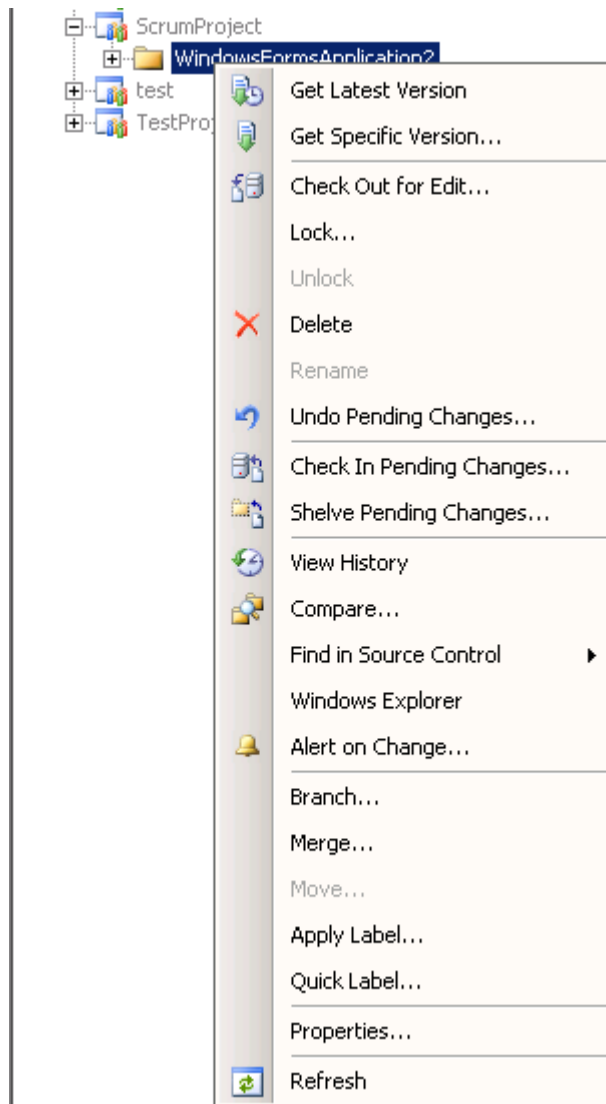 ScrumProject
WindowsFormsApplication2
test
TestProj
Get Latest Version
Get Specific Version...
Check Out for Edit...
Lock...
Unlock
Delete
Rename
Undo Pending Changes...
Check In Pending Changes...
Shelve Pending Changes...
View History
Compare...
Find in Source Control
Windows Explorer
Alert on Change...
Branch...
Merge...
Move...
Apply Label...
Quick Label...
Properties...
Refresh